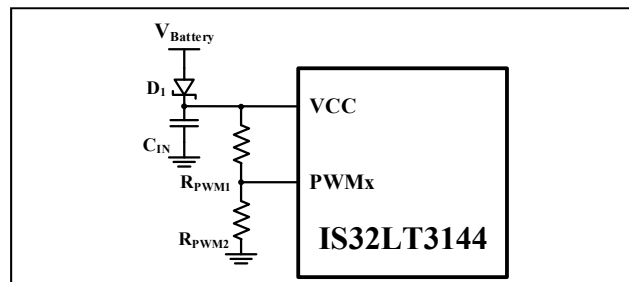 VBattery
D1
VCC
CIN
RPWM1
PWMx
RPWM2
IS32LT3144